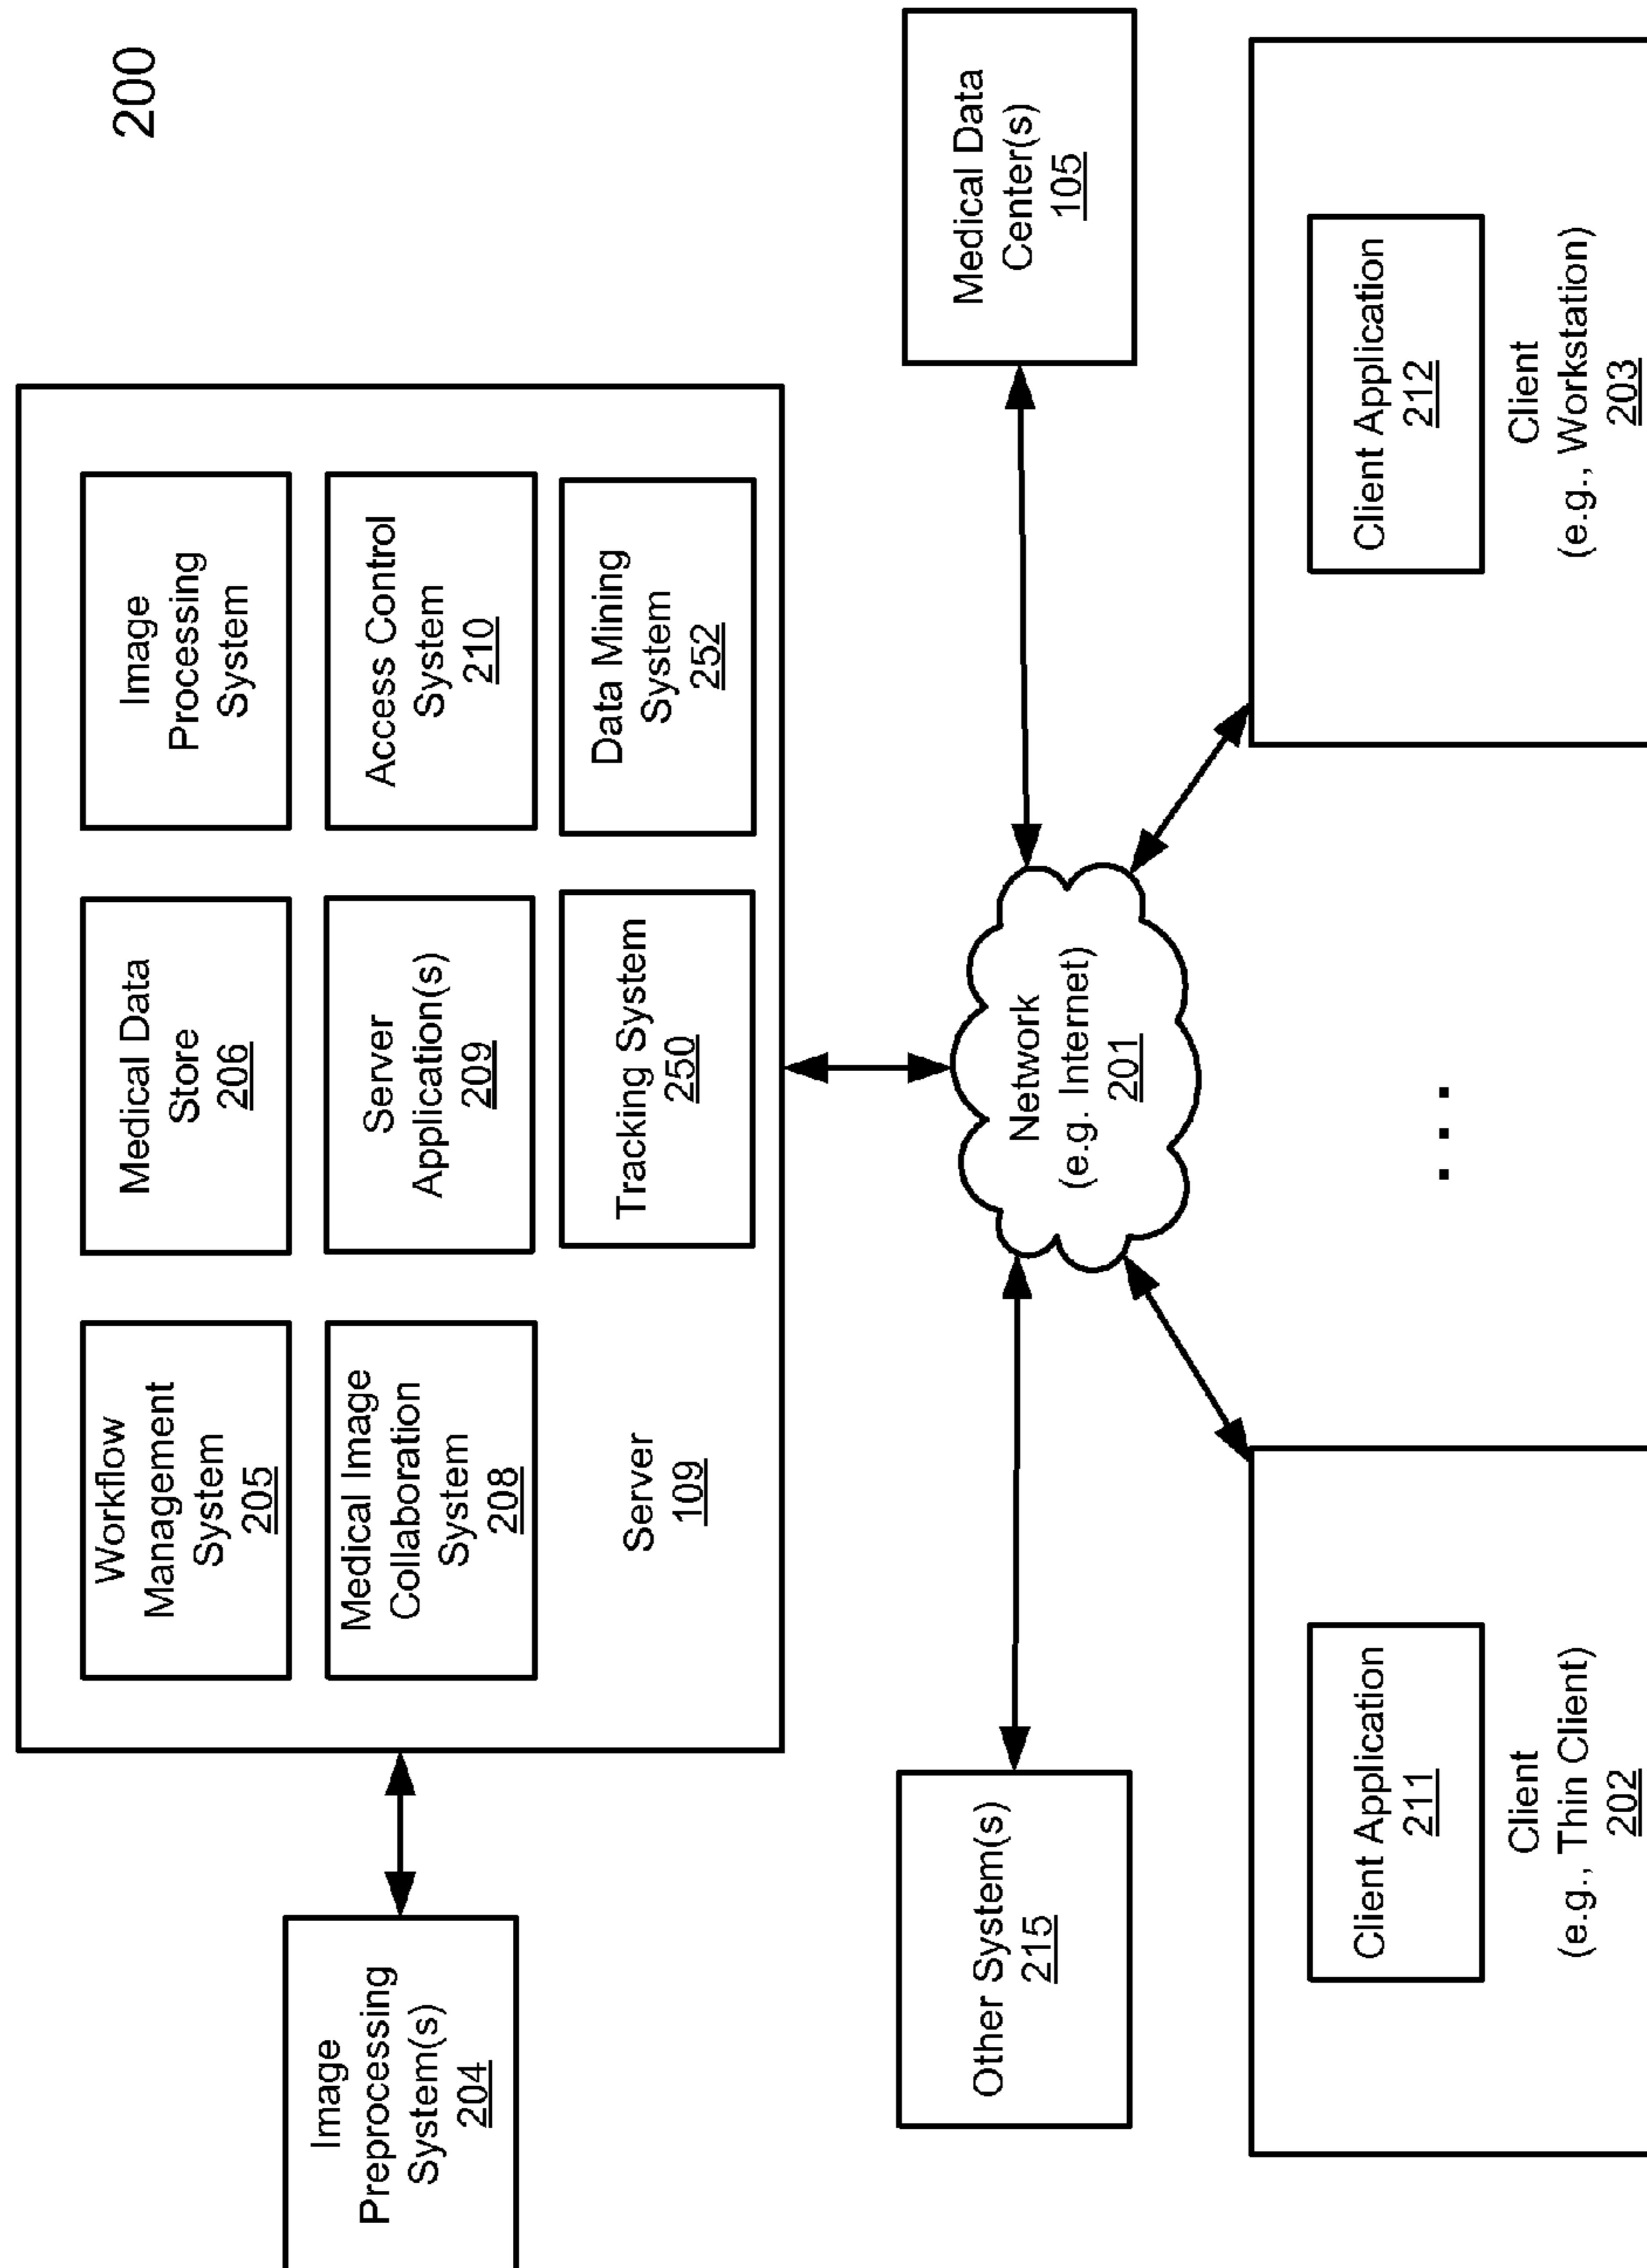 200
Image
Preprocessing
System(s)
204
Workflow
Management
System
205
Medical Data
Store
206
Image
Processing
System
Medical Image
Collaboration
System
208
Server
Application(s)
209
Access Control
System
210
Server
109
Tracking System
250
Data Mining
System
252
Other System(s)
215
Network
(e.g. Internet)
201
Medical Data
Center(s)
105
Client Application
211
Client
(e.g., Thin Client)
202
. . .
Client Application
212
Client
(e.g., Workstation)
203